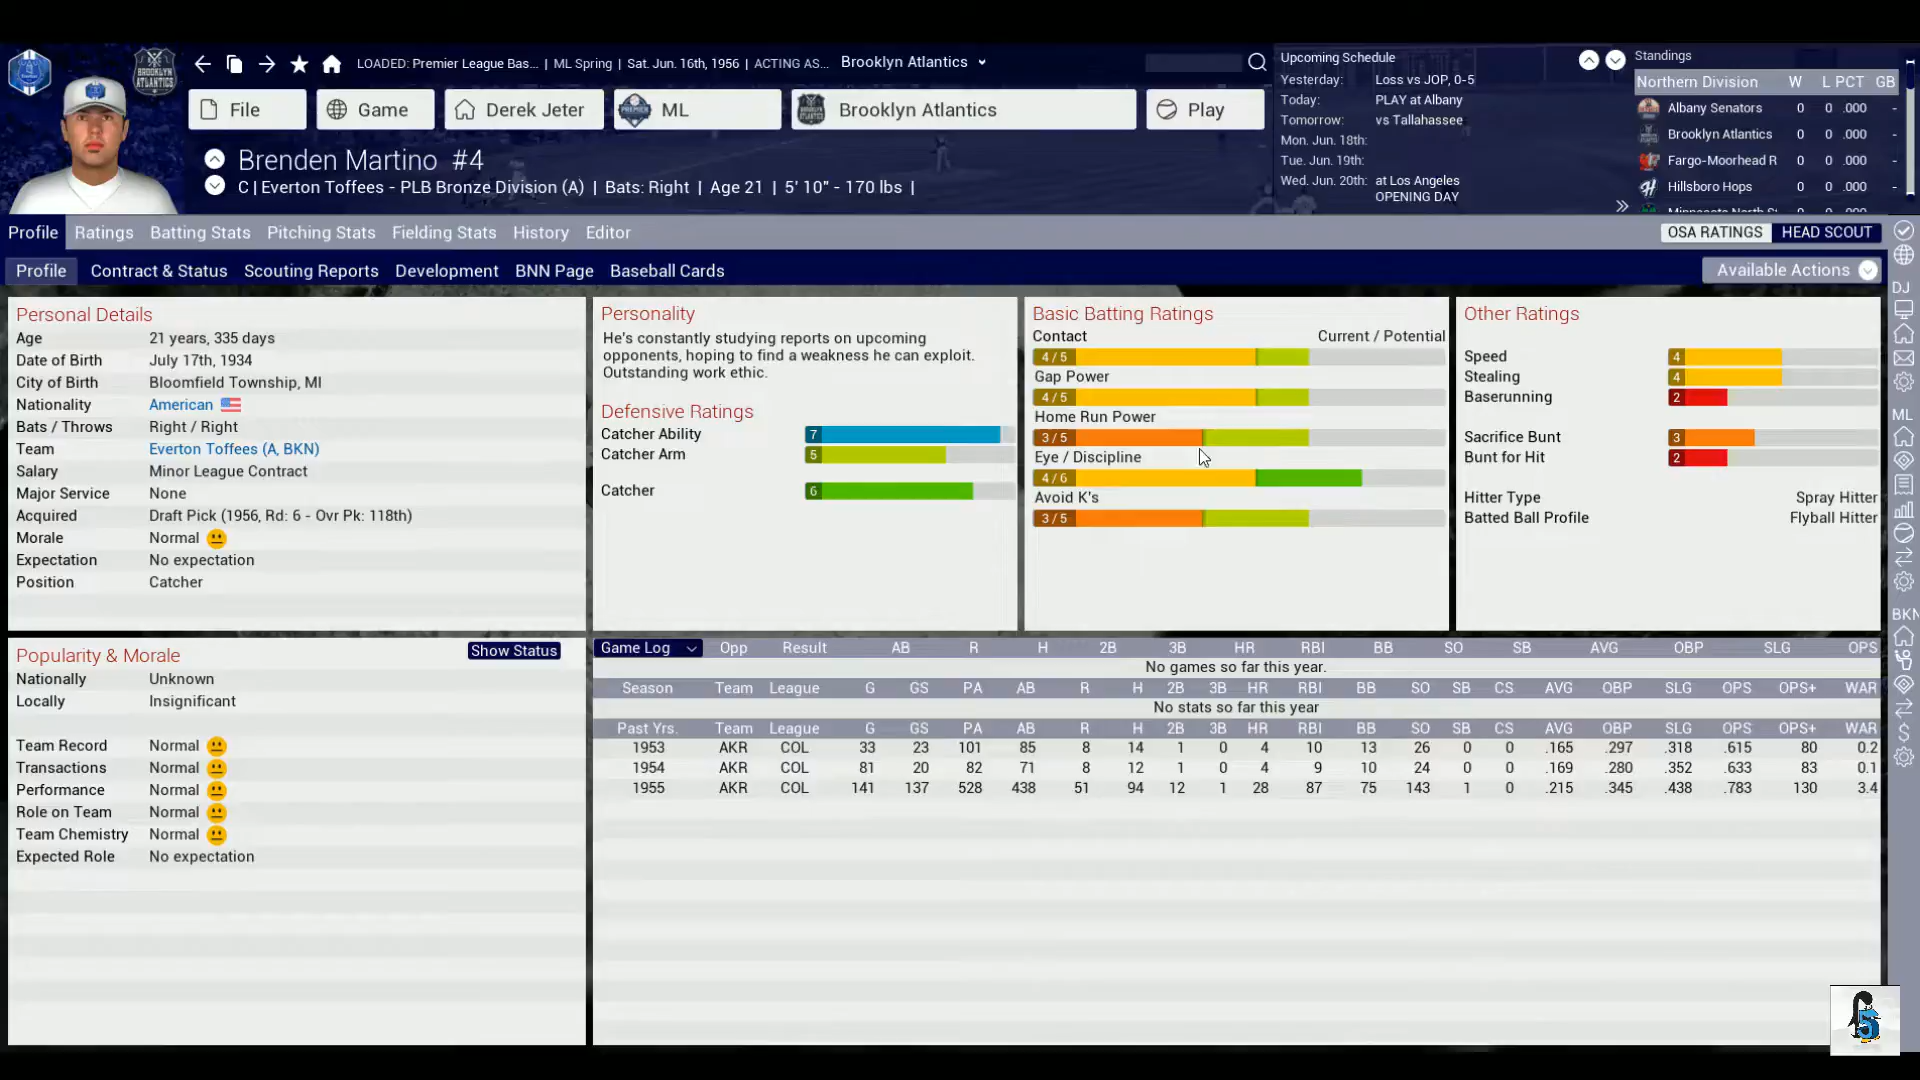 LOADED: Premier League Bas... | ML Spring | Sat. Jun. 16th, 1956 | ACTING AS... Brooklyn Atlantics
File Game Derek Jeter ML Brooklyn Atlantics Play
Brenden Martino #4
C | Everton Toffees - PLB Bronze Division (A) | Bats: Right | Age 21 | 5' 10" - 170 lbs |
Upcoming Schedule
Yesterday: Loss vs JOP, 0-5
Today: PLAY at Albany
Tomorrow: vs Tallahassee
Mon. Jun. 18th:
Tue. Jun. 19th:
Wed. Jun. 20th: at Los Angeles
OPENING DAY
Standings
Northern Division W L PCT GB
Albany Senators 0 0 .000 -
Brooklyn Atlantics 0 0 .000 -
Fargo-Moorhead R 0 0 .000 -
Hillsboro Hops 0 0 .000 -
Profile Ratings Batting Stats Pitching Stats Fielding Stats History Editor OSA RATINGS HEAD SCOUT
Profile Contract & Status Scouting Reports Development BNN Page Baseball Cards Available Actions
Personal Details
Age 21 years, 335 days
Date of Birth July 17th, 1934
City of Birth Bloomfield Township, MI
Nationality American
Bats / Throws Right / Right
Team Everton Toffees (A, BKN)
Salary Minor League Contract
Major Service None
Acquired Draft Pick (1956, Rd: 6 - Ovr Pk: 118th)
Morale Normal
Expectation No expectation
Position Catcher
Personality
He's constantly studying reports on upcoming
opponents, hoping to find a weakness he can exploit.
Outstanding work ethic.
Defensive Ratings
Catcher Ability 7
Catcher Arm 5
Catcher 6
Basic Batting Ratings
Contact Current / Potential
4 / 5
Gap Power
4 / 5
Home Run Power
3 / 5
Eye / Discipline
4 / 6
Avoid K's
3 / 5
Other Ratings
Speed 4
Stealing 4
Baserunning 2
Sacrifice Bunt 3
Bunt for Hit 2
Hitter Type Spray Hitter
Batted Ball Profile Flyball Hitter
DJ
ML
BKN
Popularity & Morale Show Status
Nationally Unknown
Locally Insignificant
Team Record Normal
Transactions Normal
Performance Normal
Role on Team Normal
Team Chemistry Normal
Expected Role No expectation
Game Log Opp Result AB R H 2B 3B HR RBI BB SO SB AVG OBP SLG OPS
No games so far this year.
Season Team League G GS PA AB R H 2B 3B HR RBI BB SO SB CS AVG OBP SLG OPS OPS+ WAR
No stats so far this year
Past Yrs. Team League G GS PA AB R H 2B 3B HR RBI BB SO SB CS AVG OBP SLG OPS OPS+ WAR
1953 AKR COL 33 23 101 85 8 14 1 0 4 10 13 26 0 0 .165 .297 .318 .615 80 0.2
1954 AKR COL 81 20 82 71 8 12 1 0 4 9 10 24 0 0 .169 .280 .352 .633 83 0.1
1955 AKR COL 141 137 528 438 51 94 12 1 28 87 75 143 1 0 .215 .345 .438 .783 130 3.4